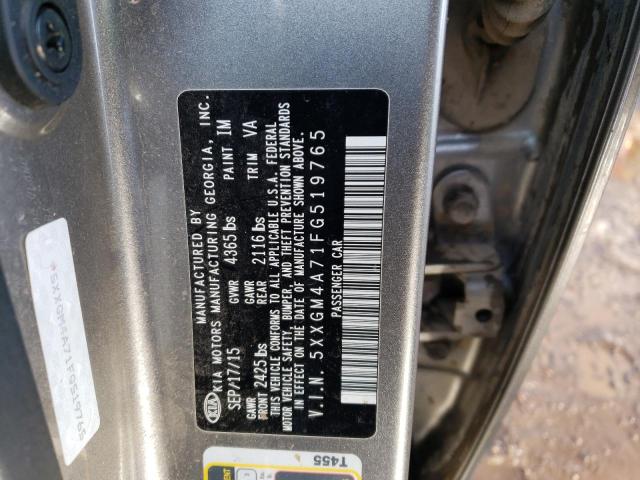 KIA
MANUFACTURED BY
KIA MOTORS MANUFACTURING GEORGIA, INC.
SEP/17/15 GVWR 4365 lbs PAINT IM
GAWR FRONT 2425 lbs GAWR REAR 2116 lbs TRIM VA
THIS VEHICLE CONFORMS TO ALL APPLICABLE U.S.A. FEDERAL
MOTOR VEHICLE SAFETY, BUMPER, AND THEFT PREVENTION STANDARDS
IN EFFECT ON THE DATE OF MANUFACTURE SHOWN ABOVE.
V.I.N. 5XXGM4A71FG519765
PASSENGER CAR
*5XXGM4A71FG519765
T455